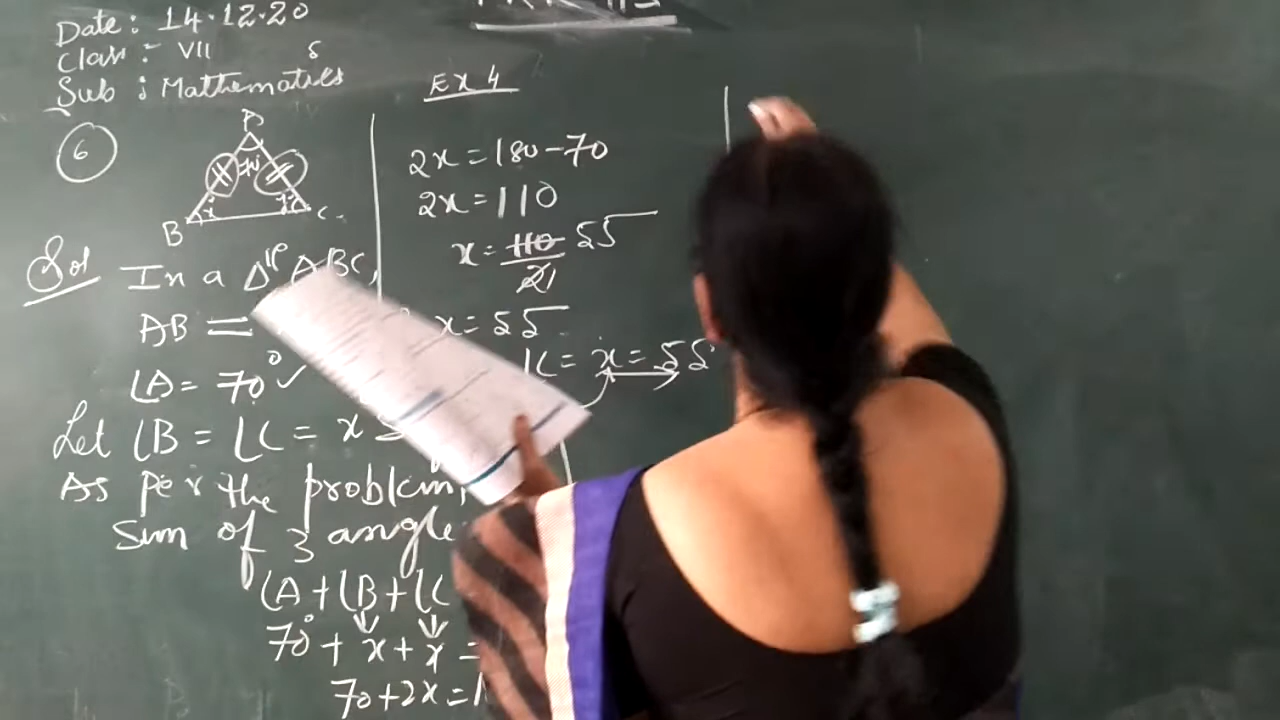 Date: 14.12.20
Class:- VII
Sub : Mathematics
Ex 4
6
A
B
C
Sol In a Δle ABC,
AB =
∠A = 70° ✓
Let ∠B = ∠C = x
As per the problem,
Sum of 3 angle
∠A + ∠B + ∠C
70° + x + x =
70+2x=1
2x = 180-70
2x = 110
x = 110 55
21
x = 55
∠C = x = 55°